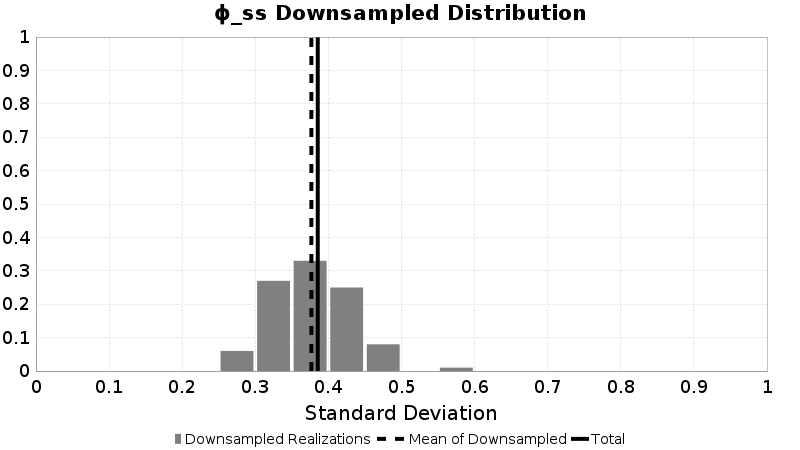 ϕ_ss Downsampled Distribution
1
0.9
0.8
0.7
0.6
0.5
0.4
0.3
0.2
0.1
0
0 0.1 0.2 0.3 0.4 0.5 0.6 0.7 0.8 0.9 1
Standard Deviation
Downsampled Realizations Mean of Downsampled Total